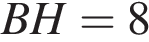 BH = 8